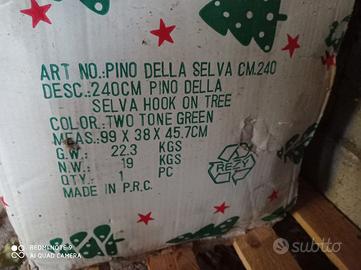 ART NO.: PINO DELLA SELVA CM.240
DESC.: 240CM PINO DELLA
SELVA HOOK ON TREE
COLOR.: TWO TONE GREEN
MEAS.: 99 X 38 X 45.7CM
G.W.: 22.3 KGS
N.W.: 19 KGS
QTY.: 1 PC
MADE IN P.R.C.
RESY
REDMI NOTE 9
AI QUAD CAMERA
subito